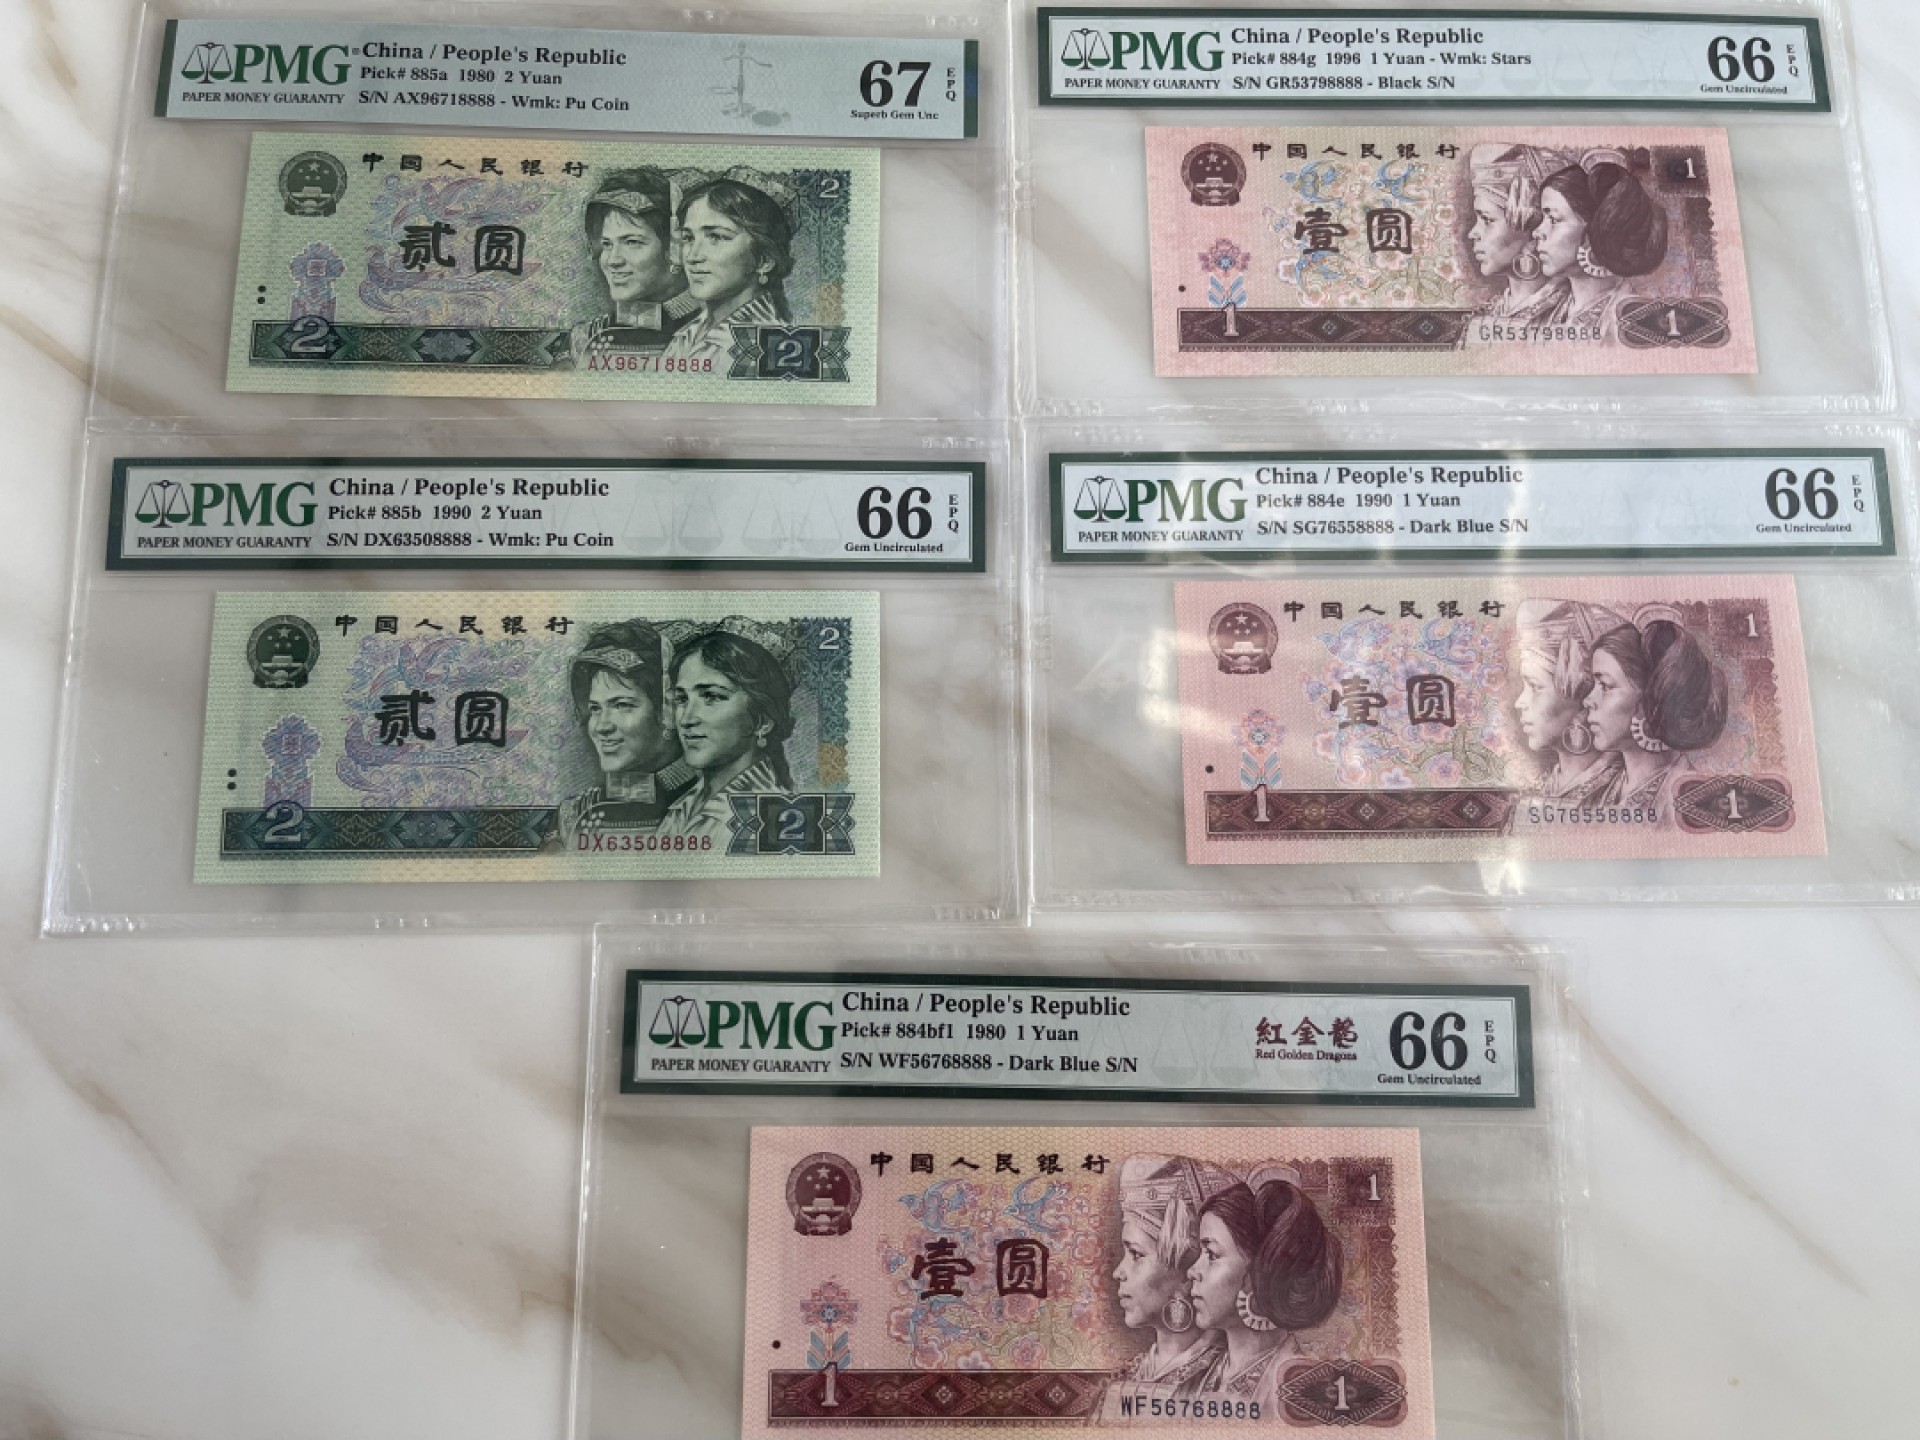 PMG
PAPER MONEY GUARANTY
China / People's Republic
Pick# 885a 1980 2 Yuan
S/N AX96718888 - Wmk: Pu Coin
67
EPQ
Superb Gem Unc
中国人民银行
2
贰圆
2
AX96718888
2
PMG
PAPER MONEY GUARANTY
China / People's Republic
Pick# 884g 1996 1 Yuan - Wmk: Stars
S/N GR53798888 - Black S/N
66
EPQ
Gem Uncirculated
中国人民银行
1
壹圆
1
GR53798888
1
PMG
PAPER MONEY GUARANTY
China / People's Republic
Pick# 885b 1990 2 Yuan
S/N DX63508888 - Wmk: Pu Coin
66
EPQ
Gem Uncirculated
中国人民银行
2
贰圆
2
DX63508888
2
PMG
PAPER MONEY GUARANTY
China / People's Republic
Pick# 884e 1990 1 Yuan
S/N SG76558888 - Dark Blue S/N
66
EPQ
Gem Uncirculated
中国人民银行
1
壹圆
1
SG76558888
1
PMG
PAPER MONEY GUARANTY
China / People's Republic
Pick# 884bf1 1980 1 Yuan
S/N WF56768888 - Dark Blue S/N
紅金龍
Red Golden Dragons
66
EPQ
Gem Uncirculated
中国人民银行
1
壹圆
1
WF56768888
1